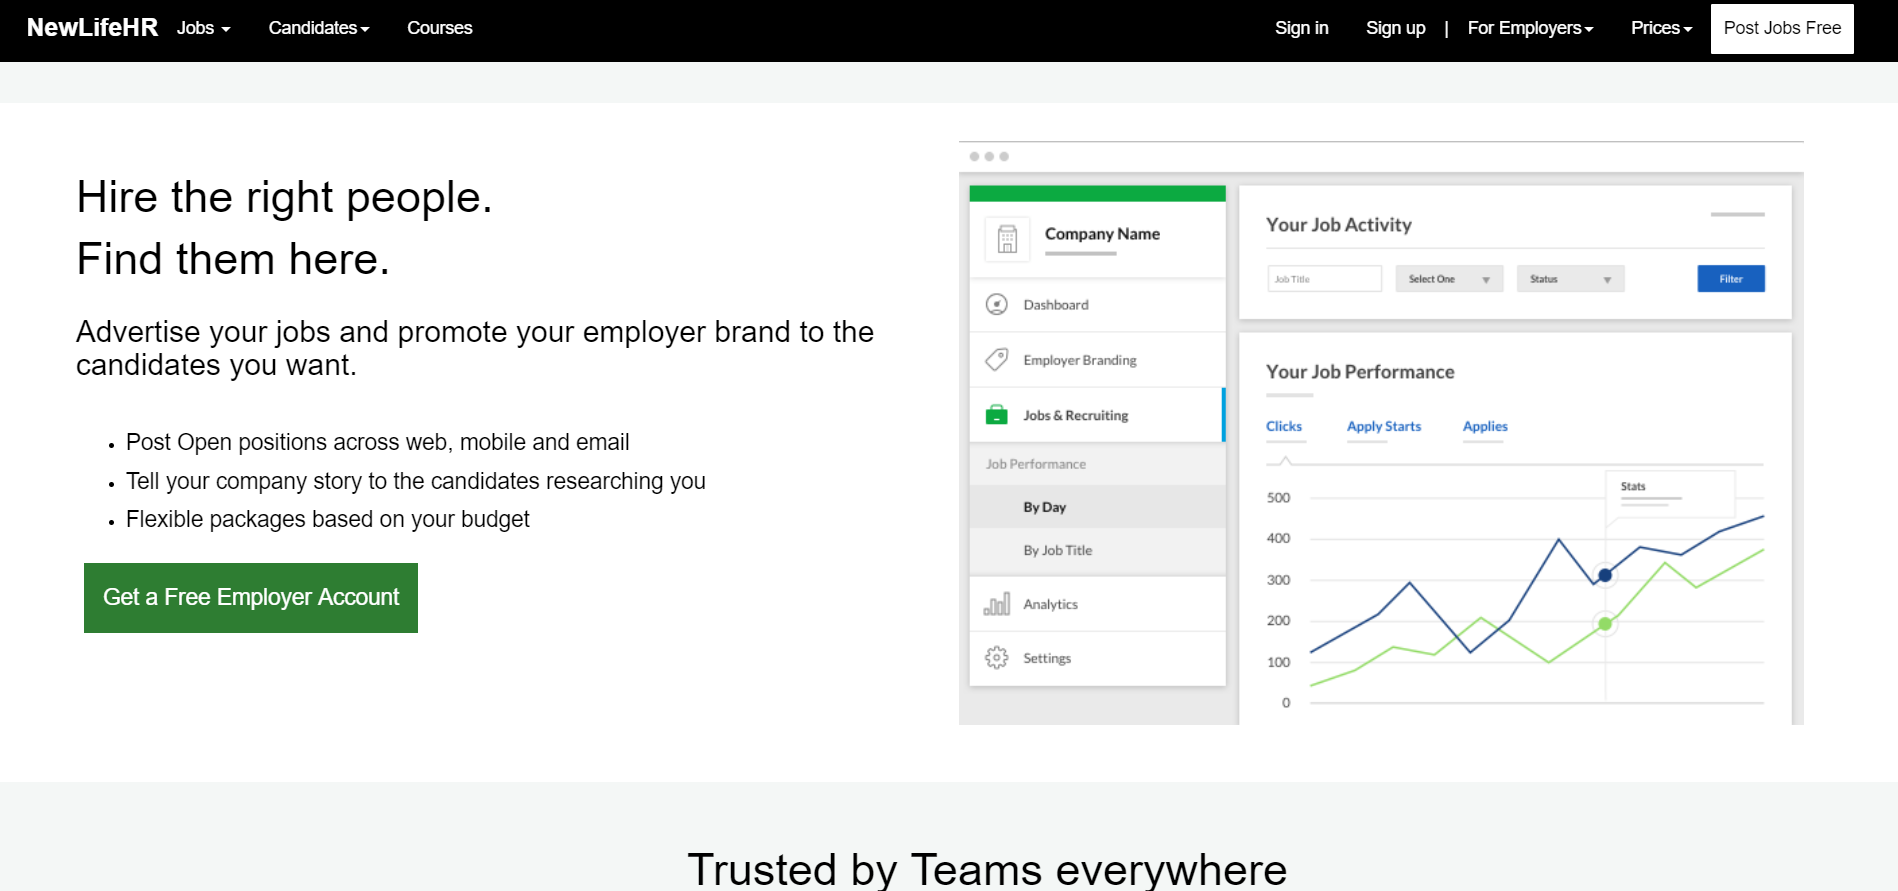 NewLifeHR Jobs Candidates Courses Sign in Sign up | For Employers Prices Post Jobs Free
Hire the right people.
Find them here.
Advertise your jobs and promote your employer brand to the
candidates you want.
• Post Open positions across web, mobile and email
• Tell your company story to the candidates researching you
• Flexible packages based on your budget
Get a Free Employer Account
Company Name
Dashboard
Employer Branding
Jobs & Recruiting
Job Performance
By Day
By Job Title
Analytics
Settings
Your Job Activity
Job Title Select One Status Filter
Your Job Performance
Clicks Apply Starts Applies
Stats
500
400
300
200
100
0
Trusted by Teams everywhere